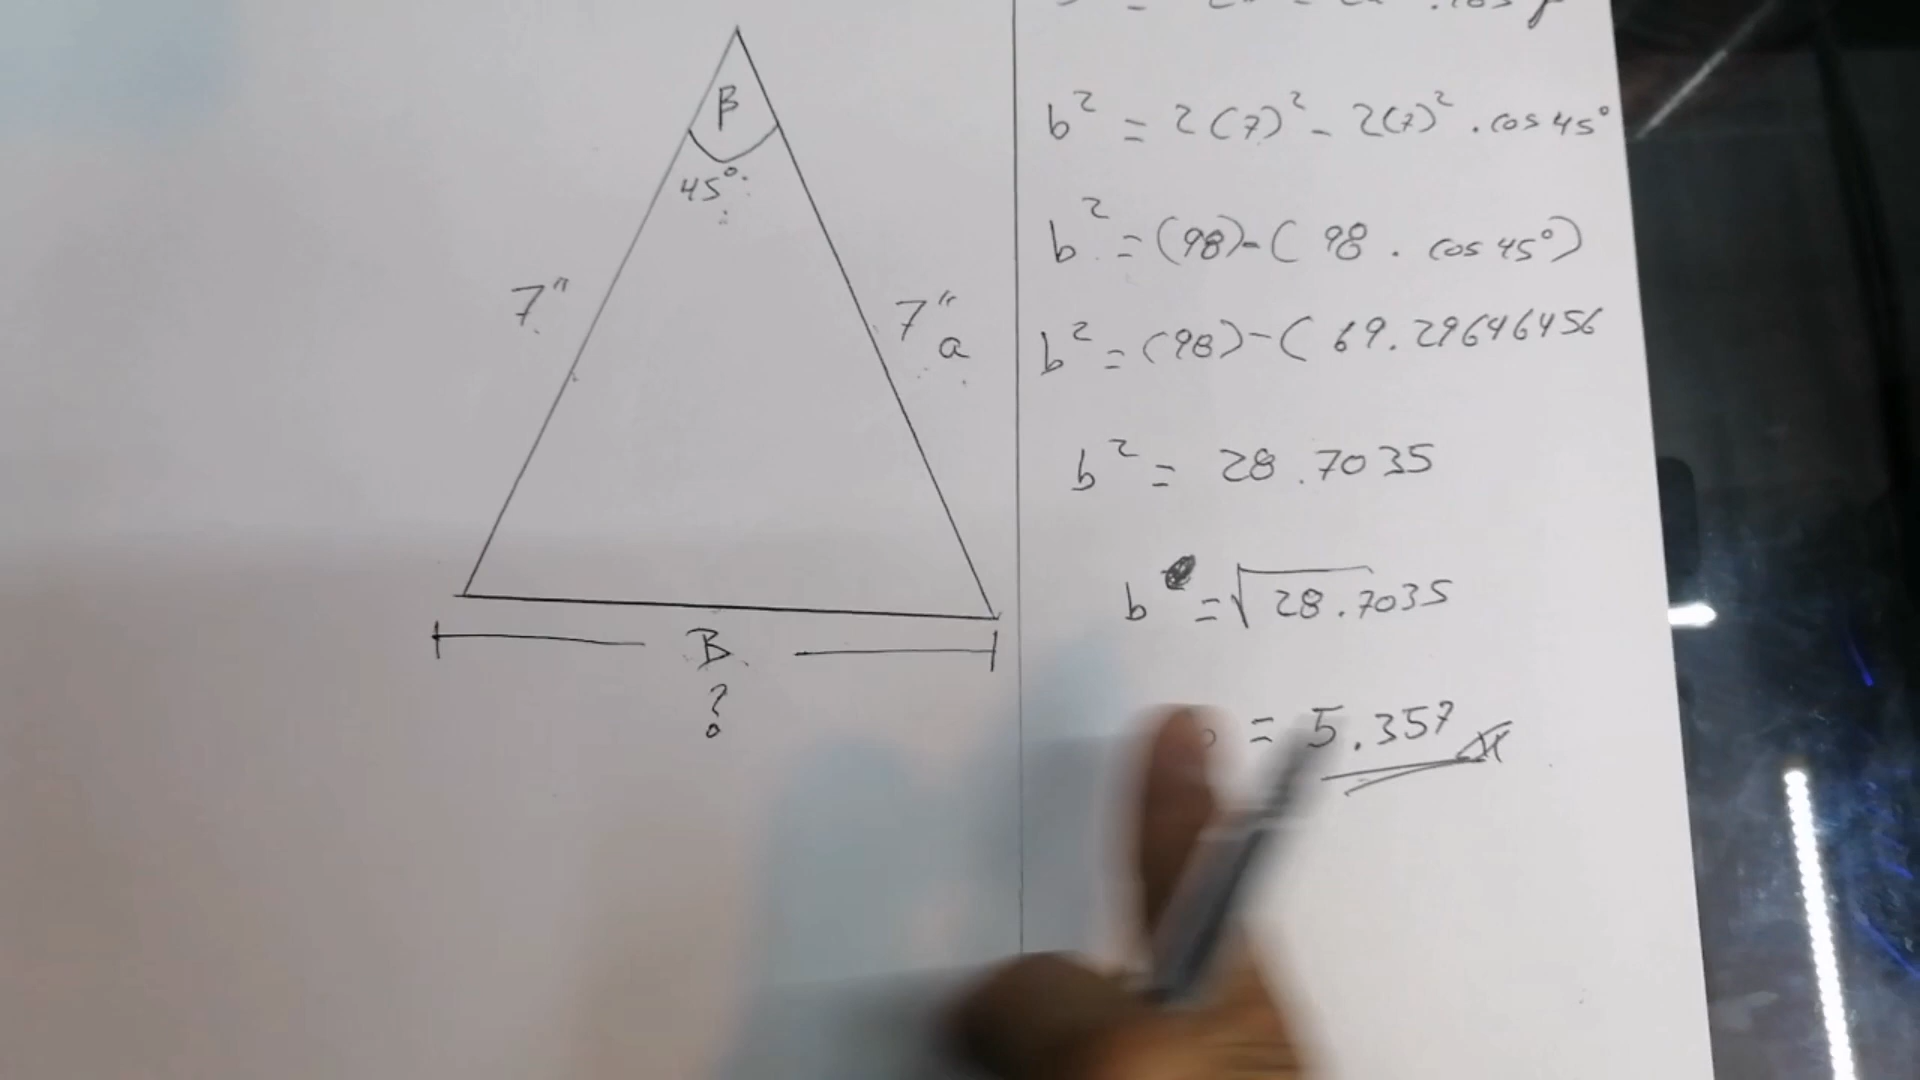 β
45°
7"
7"
a
B
?
b² = 2(7)² - 2(7)² . cos 45°
b² = (98)-( 98 . cos 45°)
b² = (98)-( 69.29646456
b² = 28.7035
b = √28.7035
= 5.357